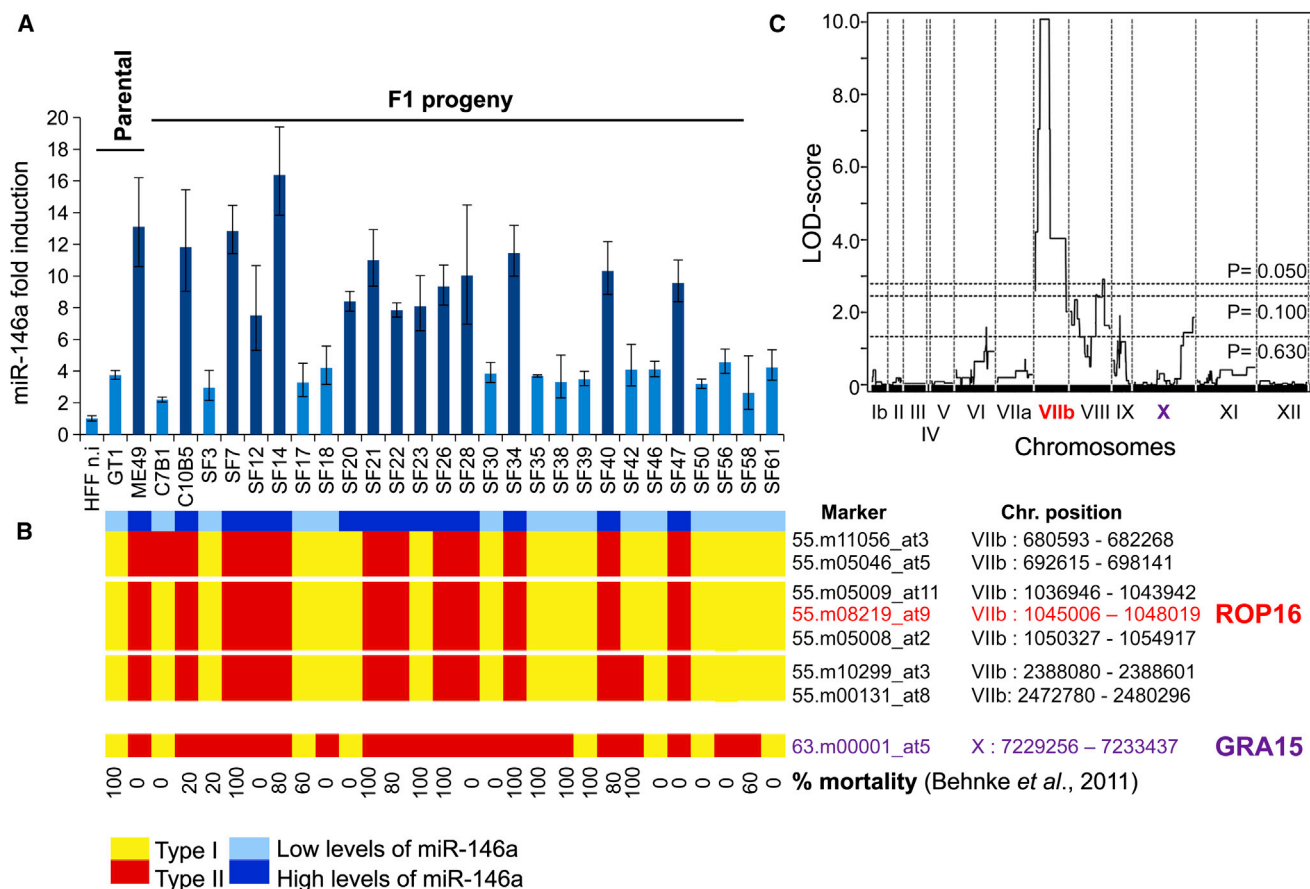 A
Parental
F1 progeny
miR-146a fold induction
20
18
16
14
12
10
8
6
4
2
0
HFF n.i
GT1
ME49
C7B1
C10B5
SF3
SF7
SF12
SF14
SF17
SF18
SF20
SF21
SF22
SF23
SF26
SF28
SF30
SF34
SF35
SF38
SF39
SF40
SF42
SF46
SF47
SF50
SF56
SF58
SF61
C
LOD-score
10.0
8.0
6.0
4.0
2.0
0
P= 0.050
P= 0.100
P= 0.630
Ib II III IV V VI VIIa VIIb VIII IX X XI XII
Chromosomes
B
Marker Chr. position
55.m11056_at3 VIIb : 680593 - 682268
55.m05046_at5 VIIb : 692615 - 698141
55.m05009_at11 VIIb : 1036946 - 1043942
55.m08219_at9 VIIb : 1045006 – 1048019 ROP16
55.m05008_at2 VIIb : 1050327 - 1054917
55.m10299_at3 VIIb : 2388080 - 2388601
55.m00131_at8 VIIb: 2472780 - 2480296
63.m00001_at5 X : 7229256 – 7233437 GRA15
100 0 0 20 20 100 0 80 60 0 0 100 80 100 100 0 0 100 100 100 80 100 0 0 0 0 60 0 % mortality (Behnke et al., 2011)
Type I Low levels of miR-146a
Type II High levels of miR-146a